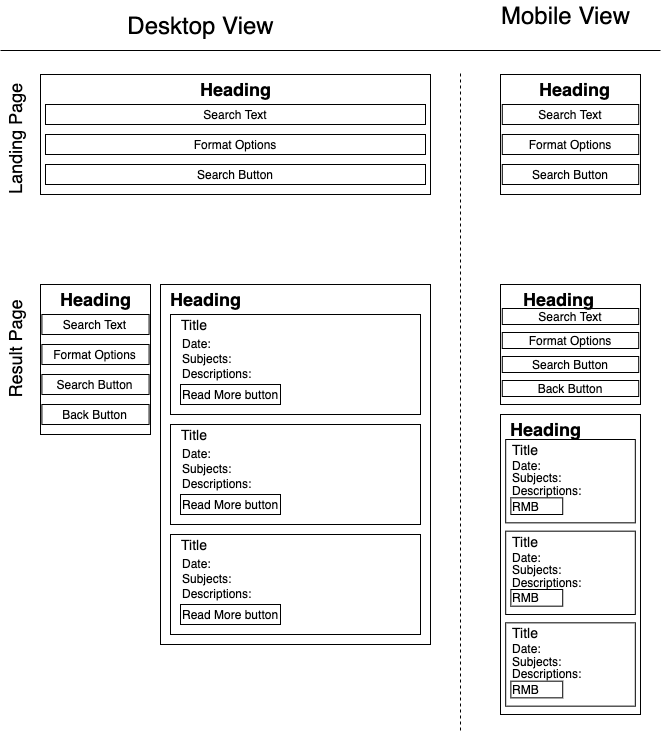 Desktop View
Mobile View
Landing Page
Heading
Search Text
Format Options
Search Button
Heading
Search Text
Format Options
Search Button
Result Page
Heading
Search Text
Format Options
Search Button
Back Button
Heading
Title
Date:
Subjects:
Descriptions:
Read More button
Title
Date:
Subjects:
Descriptions:
Read More button
Title
Date:
Subjects:
Descriptions:
Read More button
Heading
Search Text
Format Options
Search Button
Back Button
Heading
Title
Date:
Subjects:
Descriptions:
RMB
Title
Date:
Subjects:
Descriptions:
RMB
Title
Date:
Subjects:
Descriptions:
RMB